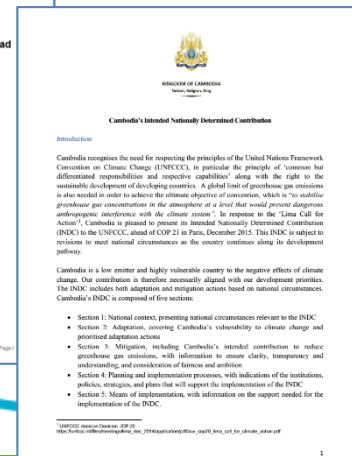 ad
KINGDOM OF CAMBODIA
Nation, Religion, King
Cambodia's Intended Nationally Determined Contribution
Introduction
Cambodia recognises the need for respecting the principles of the United Nations Framework
Convention on Climate Change (UNFCCC), in particular the principle of 'common but
differentiated responsibilities and respective capabilities' along with the right to the
sustainable development of developing countries. A global limit of greenhouse gas emissions
is also needed in order to achieve the ultimate objective of convention, which is "to stabilise
greenhouse gas concentrations in the atmosphere at a level that would prevent dangerous
anthropogenic interference with the climate system". In response to the 'Lima Call for
Action'1, Cambodia is pleased to present its Intended Nationally Determined Contribution
(INDC) to the UNFCCC, ahead of COP 21 in Paris, December 2015. This INDC is subject to
revisions to meet national circumstances as the country continues along its development
pathway.
Cambodia is a low emitter and highly vulnerable country to the negative effects of climate
change. Our contribution is therefore necessarily aligned with our development priorities.
The INDC includes both adaptation and mitigation actions based on national circumstances.
Cambodia's INDC is composed of five sections:
• Section 1: National context, presenting national circumstances relevant to the INDC
• Section 2: Adaptation, covering Cambodia's vulnerability to climate change and
prioritised adaptation actions
• Section 3: Mitigation, including Cambodia's intended contribution to reduce
greenhouse gas emissions, with information to ensure clarity, transparency and
understanding, and consideration of fairness and ambition
• Section 4: Planning and implementation processes, with indications of the institutions,
policies, strategies, and plans that will support the implementation of the INDC
• Section 5: Means of implementation, with information on the support needed for the
implementation of the INDC.
Page
1 UNFCCC decision Decision -/CP.20
1